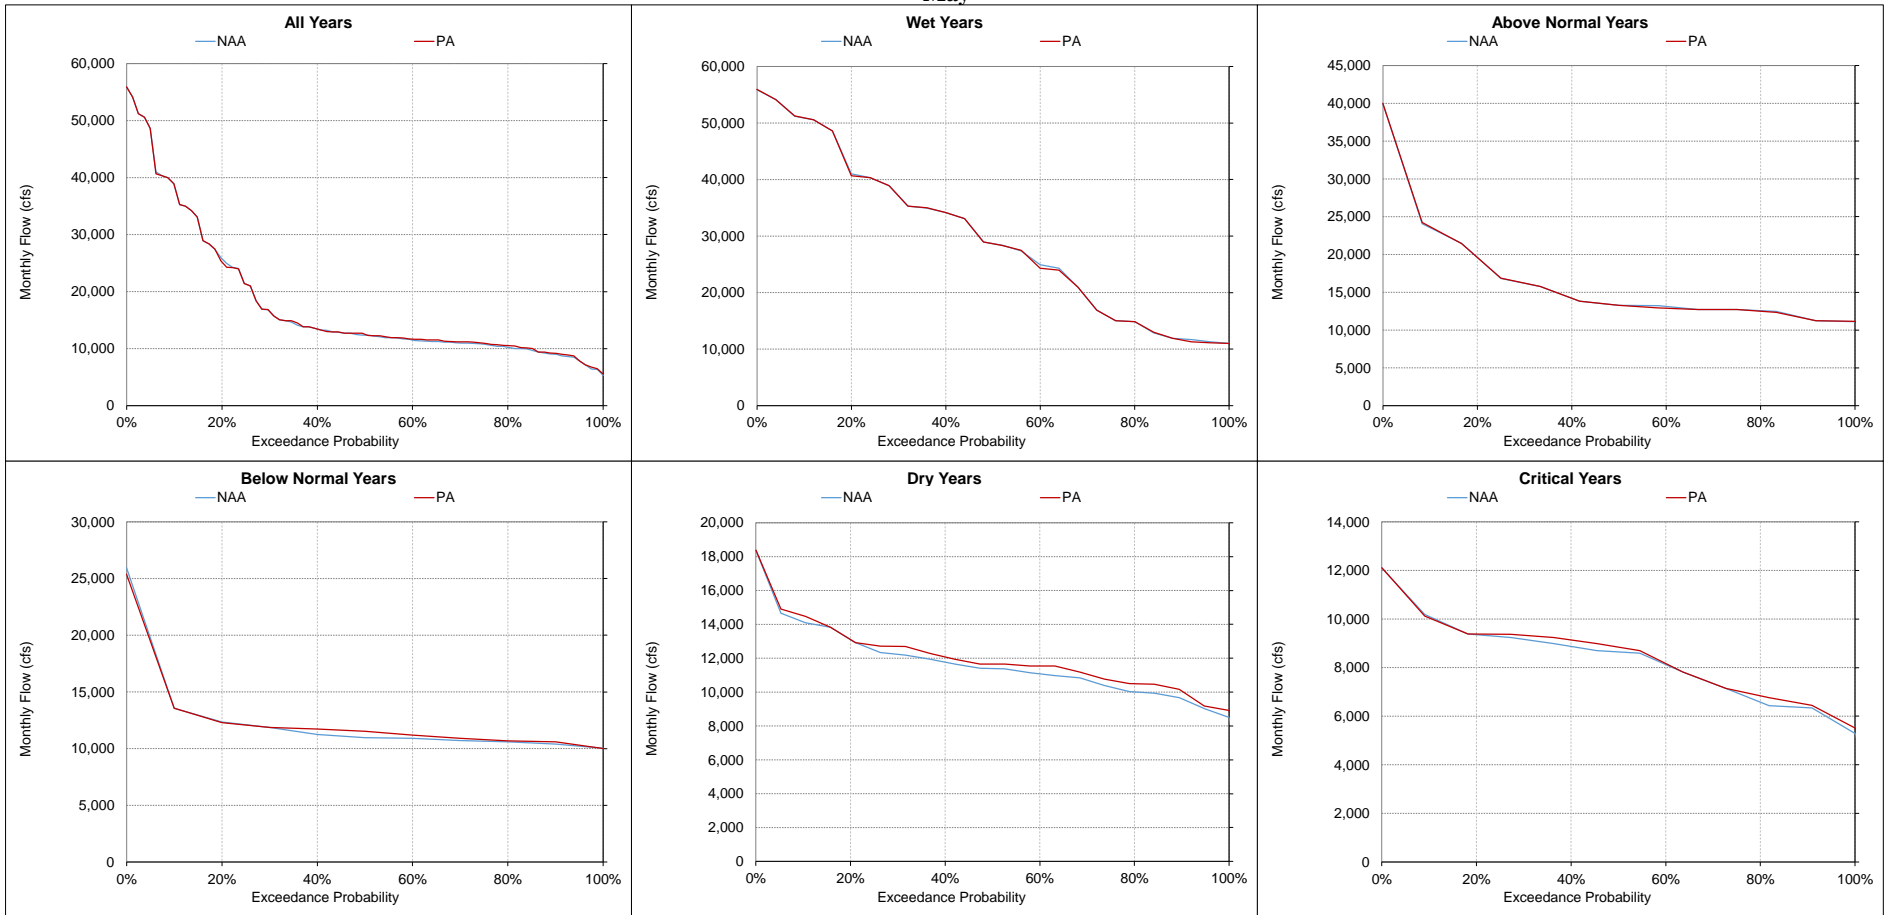 All Years
NAA PA
60,000
50,000
40,000
30,000
20,000
10,000
0
Monthly Flow (cfs)
0% 20% 40% 60% 80% 100%
Exceedance Probability
Wet Years
NAA PA
60,000
50,000
40,000
30,000
20,000
10,000
0
Monthly Flow (cfs)
0% 20% 40% 60% 80% 100%
Exceedance Probability
Above Normal Years
NAA PA
45,000
40,000
35,000
30,000
25,000
20,000
15,000
10,000
5,000
0
Monthly Flow (cfs)
0% 20% 40% 60% 80% 100%
Exceedance Probability
Below Normal Years
NAA PA
30,000
25,000
20,000
15,000
10,000
5,000
0
Monthly Flow (cfs)
0% 20% 40% 60% 80% 100%
Exceedance Probability
Dry Years
NAA PA
20,000
18,000
16,000
14,000
12,000
10,000
8,000
6,000
4,000
2,000
0
Monthly Flow (cfs)
0% 20% 40% 60% 80% 100%
Exceedance Probability
Critical Years
NAA PA
14,000
12,000
10,000
8,000
6,000
4,000
2,000
0
Monthly Flow (cfs)
0% 20% 40% 60% 80% 100%
Exceedance Probability